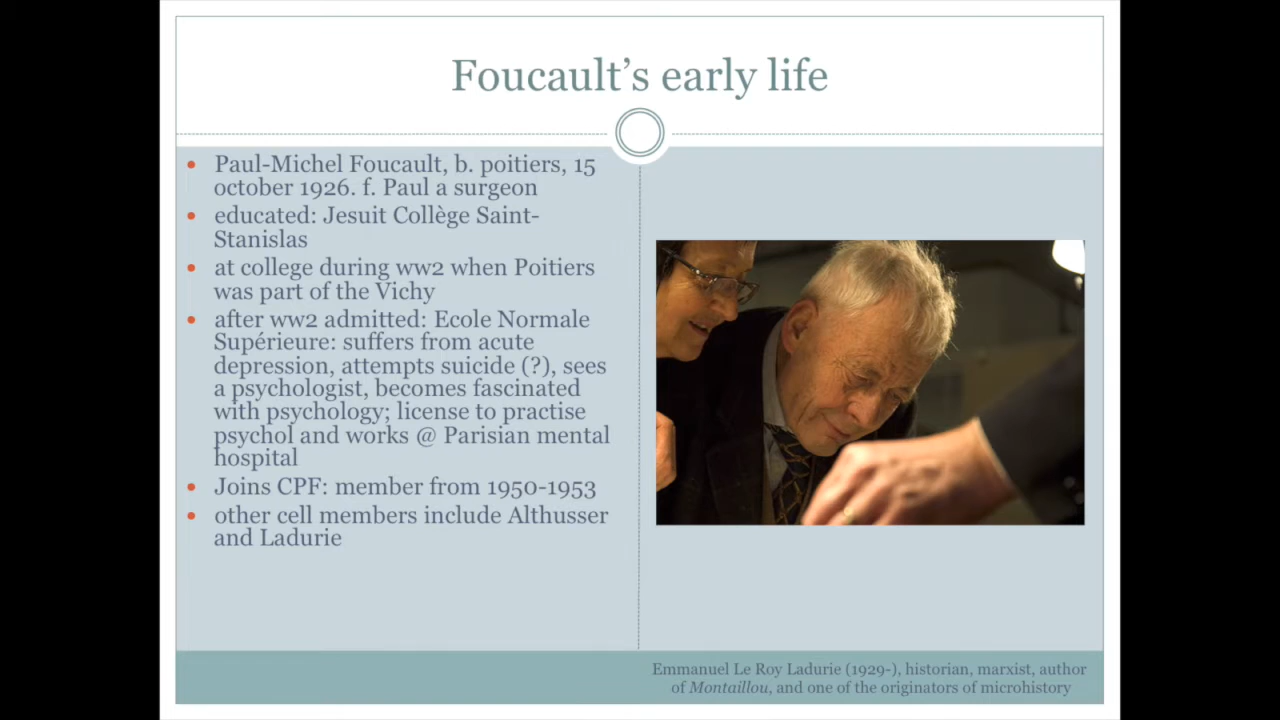 Foucault's early life
Paul-Michel Foucault, b. poitiers, 15
october 1926. f. Paul a surgeon
educated: Jesuit Collège Saint-
Stanislas
at college during ww2 when Poitiers
was part of the Vichy
after ww2 admitted: Ecole Normale
Supérieure: suffers from acute
depression, attempts suicide (?), sees
a psychologist, becomes fascinated
with psychology; license to practise
psychol and works @ Parisian mental
hospital
Joins CPF: member from 1950-1953
other cell members include Althusser
and Ladurie
Emmanuel Le Roy Ladurie (1929-), historian, marxist, author
of Montaillou, and one of the originators of microhistory